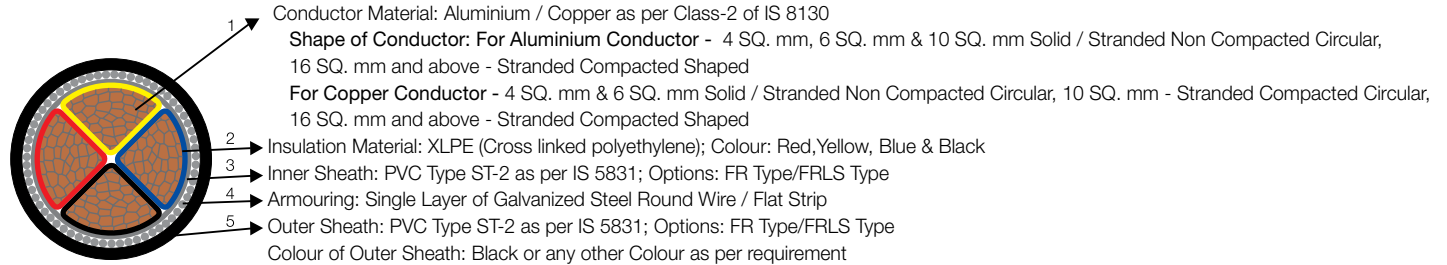 1 Conductor Material: Aluminium / Copper as per Class-2 of IS 8130
Shape of Conductor: For Aluminium Conductor - 4 SQ. mm, 6 SQ. mm & 10 SQ. mm Solid / Stranded Non Compacted Circular,
16 SQ. mm and above - Stranded Compacted Shaped
For Copper Conductor - 4 SQ. mm & 6 SQ. mm Solid / Stranded Non Compacted Circular, 10 SQ. mm - Stranded Compacted Circular,
16 SQ. mm and above - Stranded Compacted Shaped
2 Insulation Material: XLPE (Cross linked polyethylene); Colour: Red,Yellow, Blue & Black
3 Inner Sheath: PVC Type ST-2 as per IS 5831; Options: FR Type/FRLS Type
4 Armouring: Single Layer of Galvanized Steel Round Wire / Flat Strip
5 Outer Sheath: PVC Type ST-2 as per IS 5831; Options: FR Type/FRLS Type
Colour of Outer Sheath: Black or any other Colour as per requirement